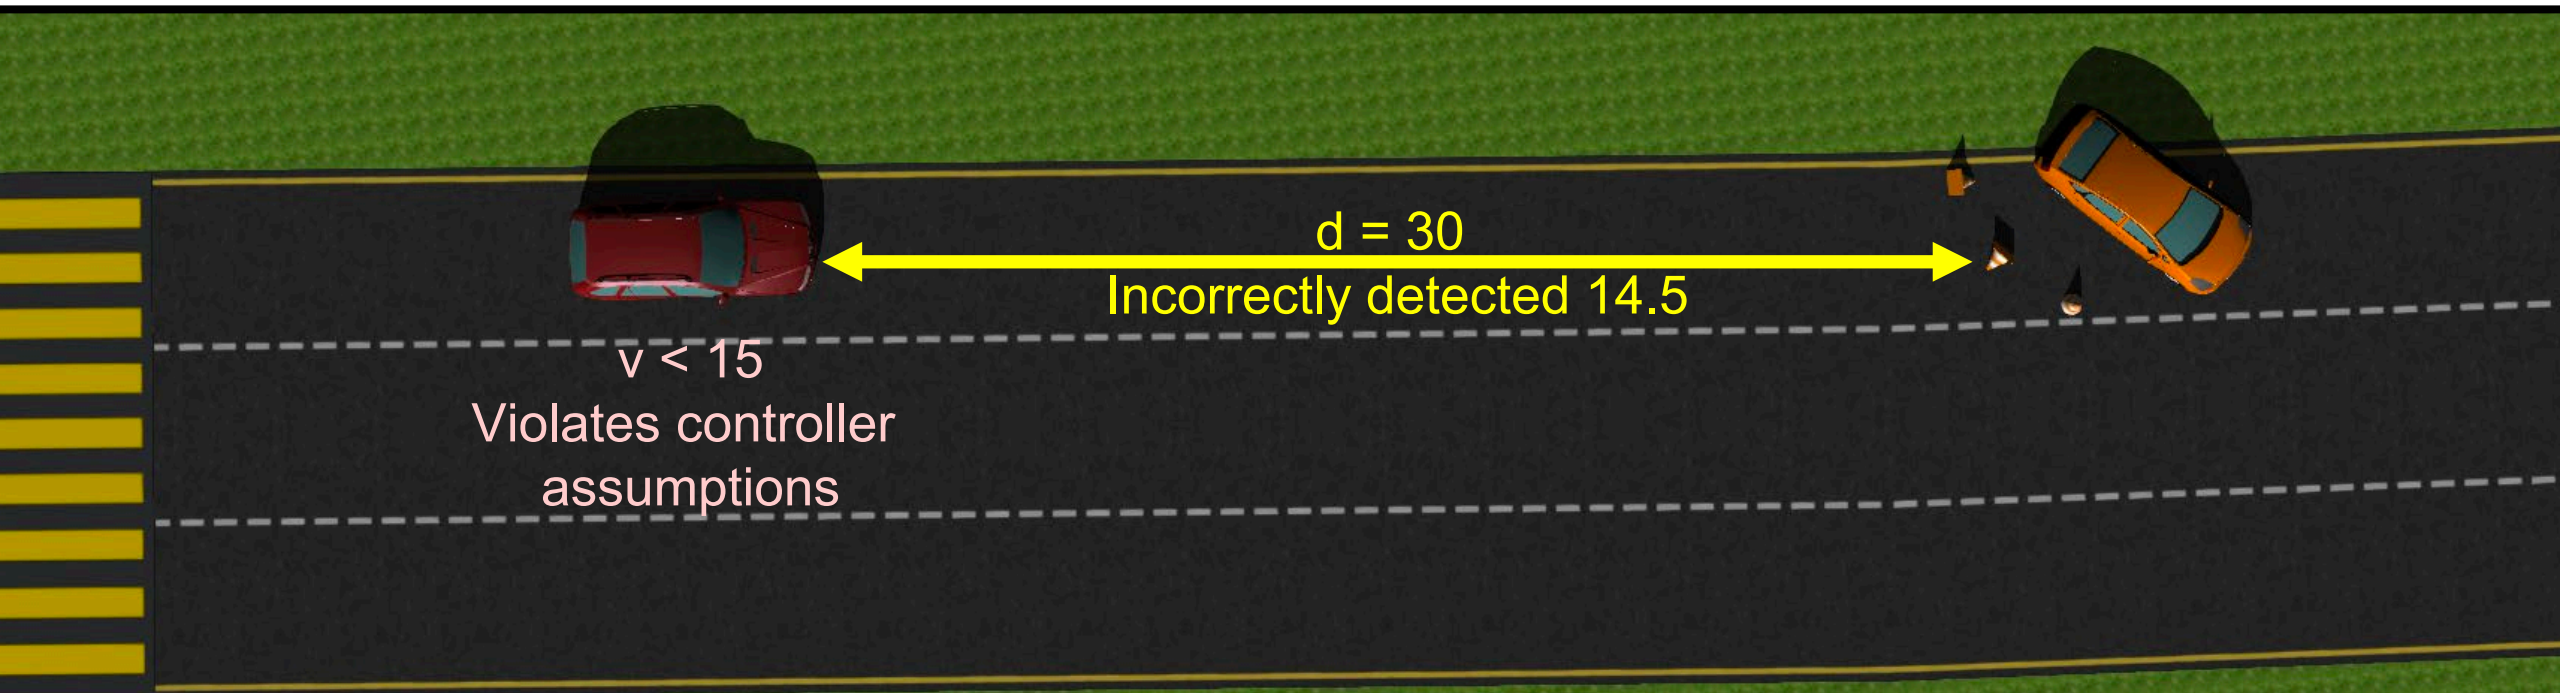 d = 30
Incorrectly detected 14.5
v < 15
Violates controller
assumptions